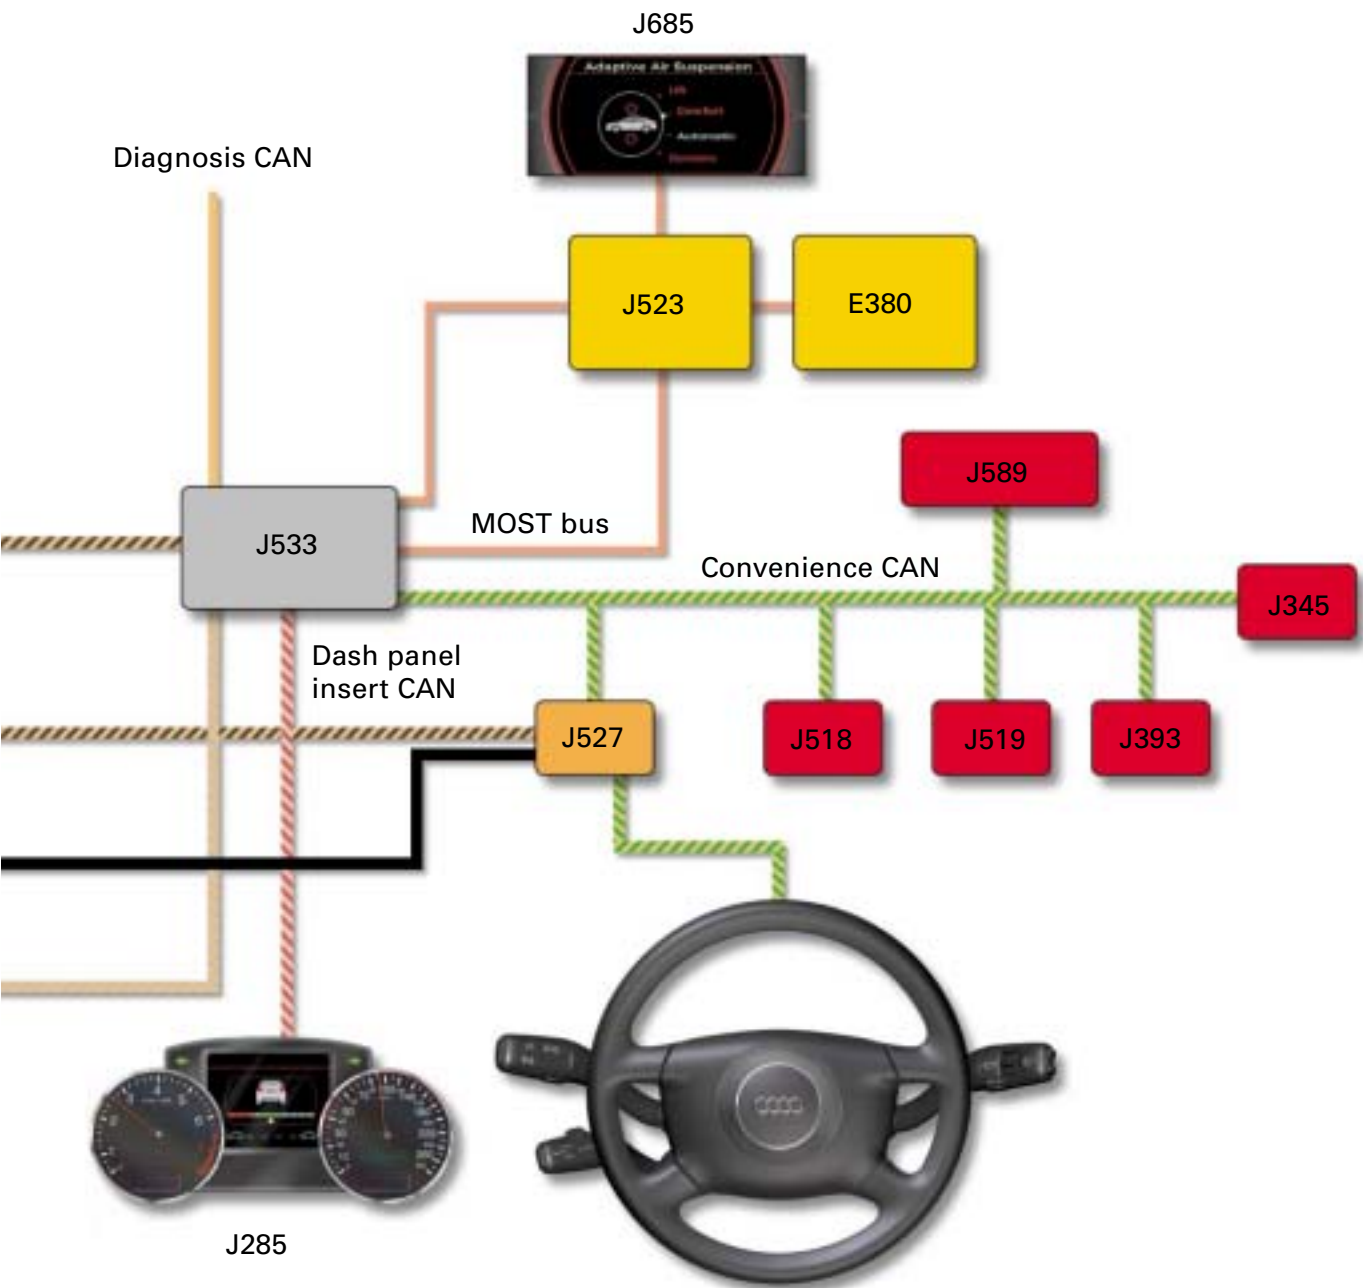 J685
Adaptive Air Suspension
Lift
Comfort
Automatic
Dynamic
Diagnosis CAN
J523
E380
J589
MOST bus
J533
Convenience CAN
J345
Dash panel
insert CAN
J527
J518
J519
J393
J285